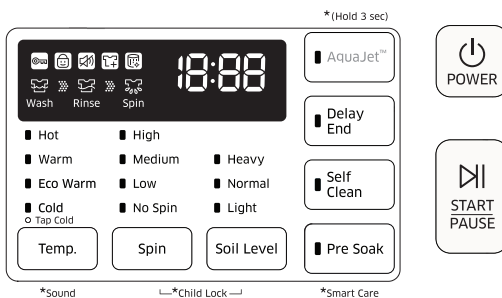 *(Hold 3 sec)
18:88
AquaJet™
POWER
Wash Rinse Spin
Delay
End
Hot High
Warm Medium Heavy
Eco Warm Low Normal
Cold No Spin Light
Tap Cold
Self
Clean
START
PAUSE
Temp. Spin Soil Level Pre Soak
*Sound *Child Lock *Smart Care